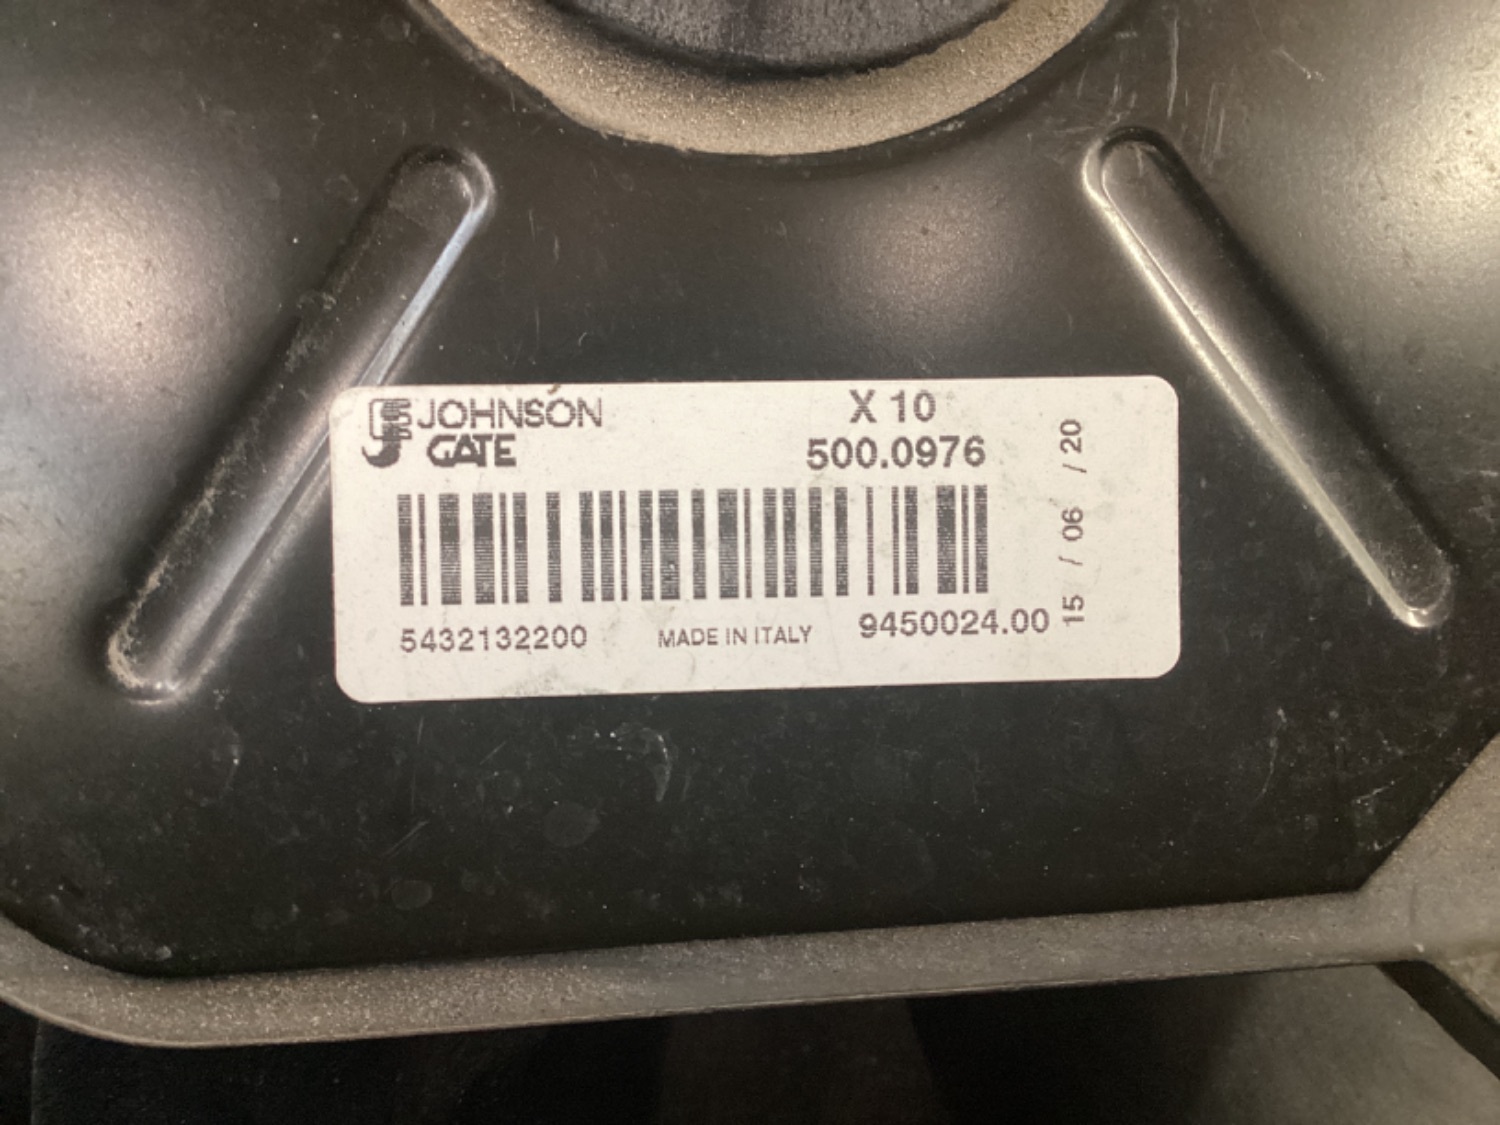 JOHNSON
GATE
X 10
500.0976
5432132200
MADE IN ITALY
9450024.00
15 / 06 / 20